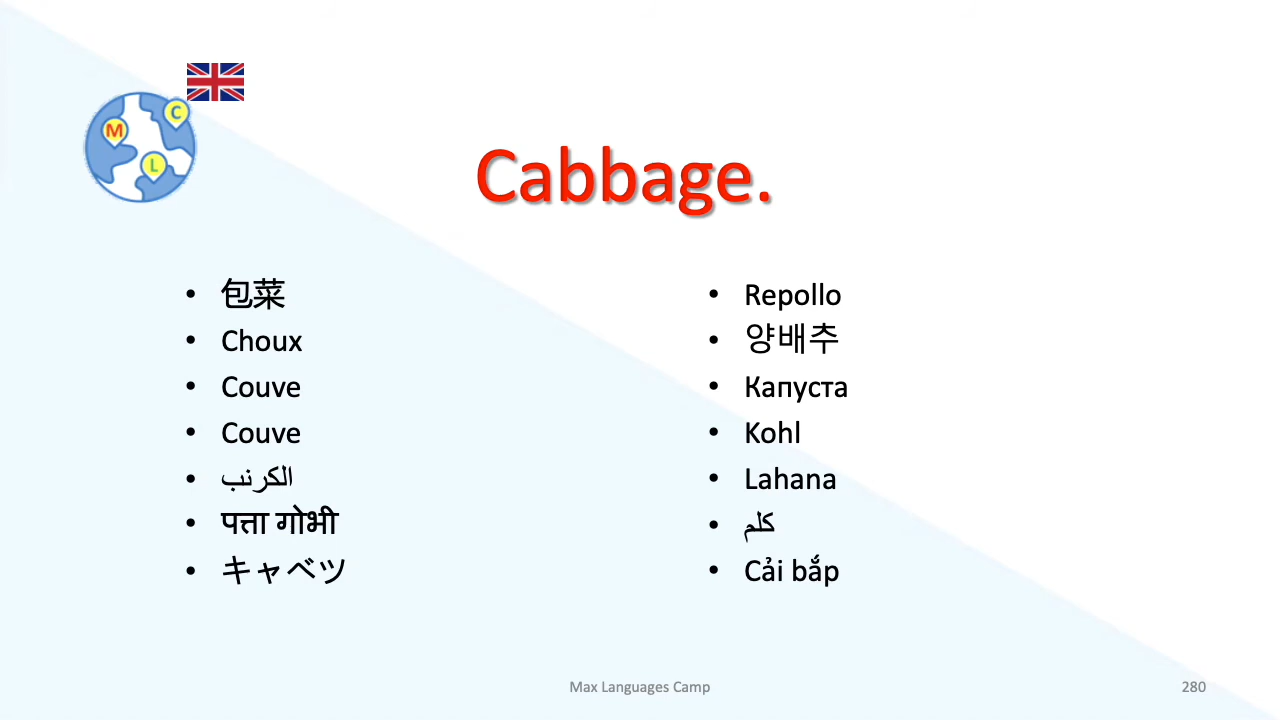 M
C
L
Cabbage.
• 包菜
• Choux
• Couve
• Couve
• الكرنب
• पत्ता गोभी
• キャベツ
• Repollo
• 양배추
• Капуста
• Kohl
• Lahana
• کلم
• Cải bắp
Max Languages Camp
280